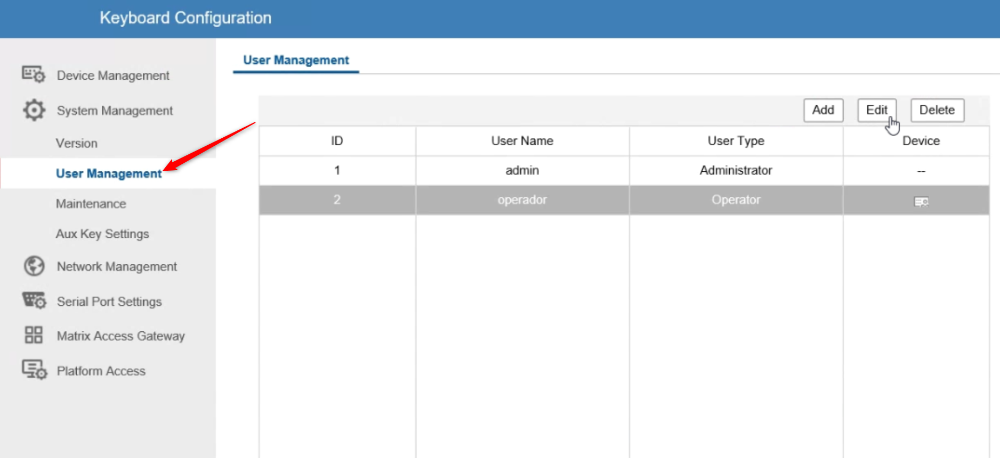 Keyboard Configuration
Device Management
System Management
Version
User Management
Maintenance
Aux Key Settings
Network Management
Serial Port Settings
Matrix Access Gateway
Platform Access
User Management
Add Edit Delete
ID User Name User Type Device
1 admin Administrator --
2 operador Operator